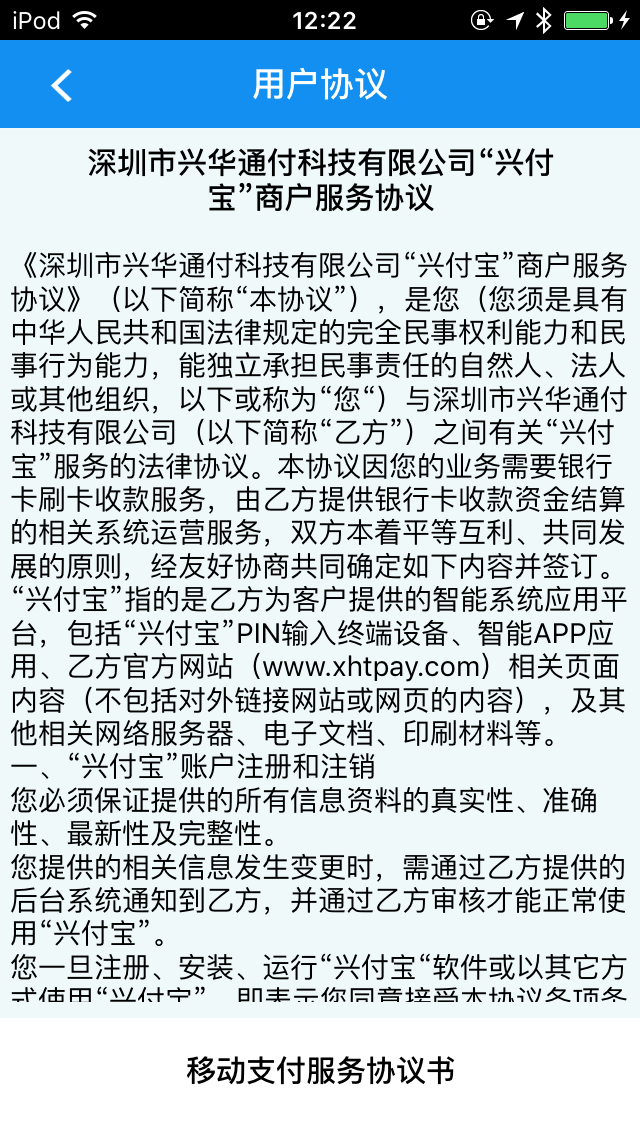 iPod 12:22
用户协议
深圳市兴华通付科技有限公司“兴付
宝”商户服务协议
《深圳市兴华通付科技有限公司“兴付宝”商户服务
协议》（以下简称“本协议”），是您（您须是具有
中华人民共和国法律规定的完全民事权利能力和民
事行为能力，能独立承担民事责任的自然人、法人
或其他组织，以下或称为“您“）与深圳市兴华通付
科技有限公司（以下简称“乙方”）之间有关“兴付
宝”服务的法律协议。本协议因您的业务需要银行
卡刷卡收款服务，由乙方提供银行卡收款资金结算
的相关系统运营服务，双方本着平等互利、共同发
展的原则，经友好协商共同确定如下内容并签订。
“兴付宝”指的是乙方为客户提供的智能系统应用平
台，包括“兴付宝”PIN输入终端设备、智能APP应
用、乙方官方网站（www.xhtpay.com）相关页面
内容（不包括对外链接网站或网页的内容），及其
他相关网络服务器、电子文档、印刷材料等。
一、“兴付宝”账户注册和注销
您必须保证提供的所有信息资料的真实性、准确
性、最新性及完整性。
您提供的相关信息发生变更时，需通过乙方提供的
后台系统通知到乙方，并通过乙方审核才能正常使
用“兴付宝”。
您一旦注册、安装、运行“兴付宝“软件或以其它方
式使用“兴付宝”，即表示您同意接受本协议各项条
移动支付服务协议书